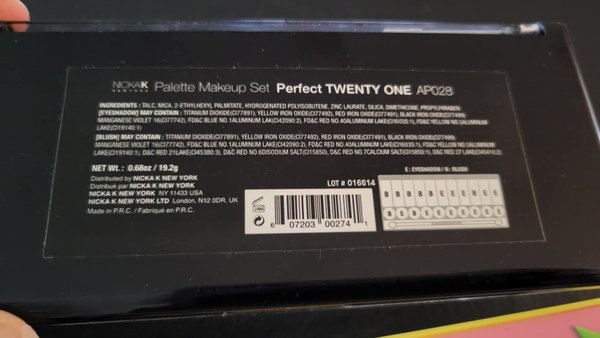 NICKA K NEW YORK Palette Makeup Set Perfect TWENTY ONE AP028
INGREDIENTS : TALC, MICA, 2-ETHYLHEXYL PALMITATE, HYDROGENATED POLYISOBUTENE, ZINC LAURATE, SILICA, DIMETHICONE, PROPYLPARABEN
[EYESHADOW] MAY CONTAIN : TITANIUM DIOXIDE(CI77891), YELLOW IRON OXIDE(CI77492), RED IRON OXIDE(CI77491), BLACK IRON OXIDE(CI77499)
MANGANESE VIOLET 16(CI77742), FD&C BLUE NO.1ALUMINUM LAKE(CI42090:2), FD&C RED NO.40ALUMINUM LAKE(CI16035:1), FD&C YELLOW NO.5ALUMINUM
LAKE(CI19140:1)
[BLUSH] MAY CONTAIN : TITANIUM DIOXIDE(CI77891), YELLOW IRON OXIDE(CI77492), RED IRON OXIDE(CI77491), BLACK IRON OXIDE(CI77499)
MANGANESE VIOLET 16(CI77742), FD&C BLUE NO.1ALUMINUM LAKE(CI42090:2), FD&C RED NO.40ALUMINUM LAKE(CI16035:1), FD&C YELLOW NO.5ALUMINUM
LAKE(CI19140:1), D&C RED 21LAKE(CI45380:3), D&C RED NO.6DISODIUM SALT(CI15850), D&C RED NO.7CALCIUM SALT(CI15850:1), D&C RED 27 LAKE(CI45410:2)
NET WT. : 0.68oz / 19.2g
Distributed by NICKA K NEW YORK
Distribué par NICKA K NEW YORK
NICKA K NEW YORK NY 11433 USA
NICKA K NEW YORK LTD London, N12 0DR, UK
Made in P.R.C. / Fabriqué en P.R.C.
LOT # 016614
24M
6 07203 00274 1
E : EYESHADOW / B : BLUSH